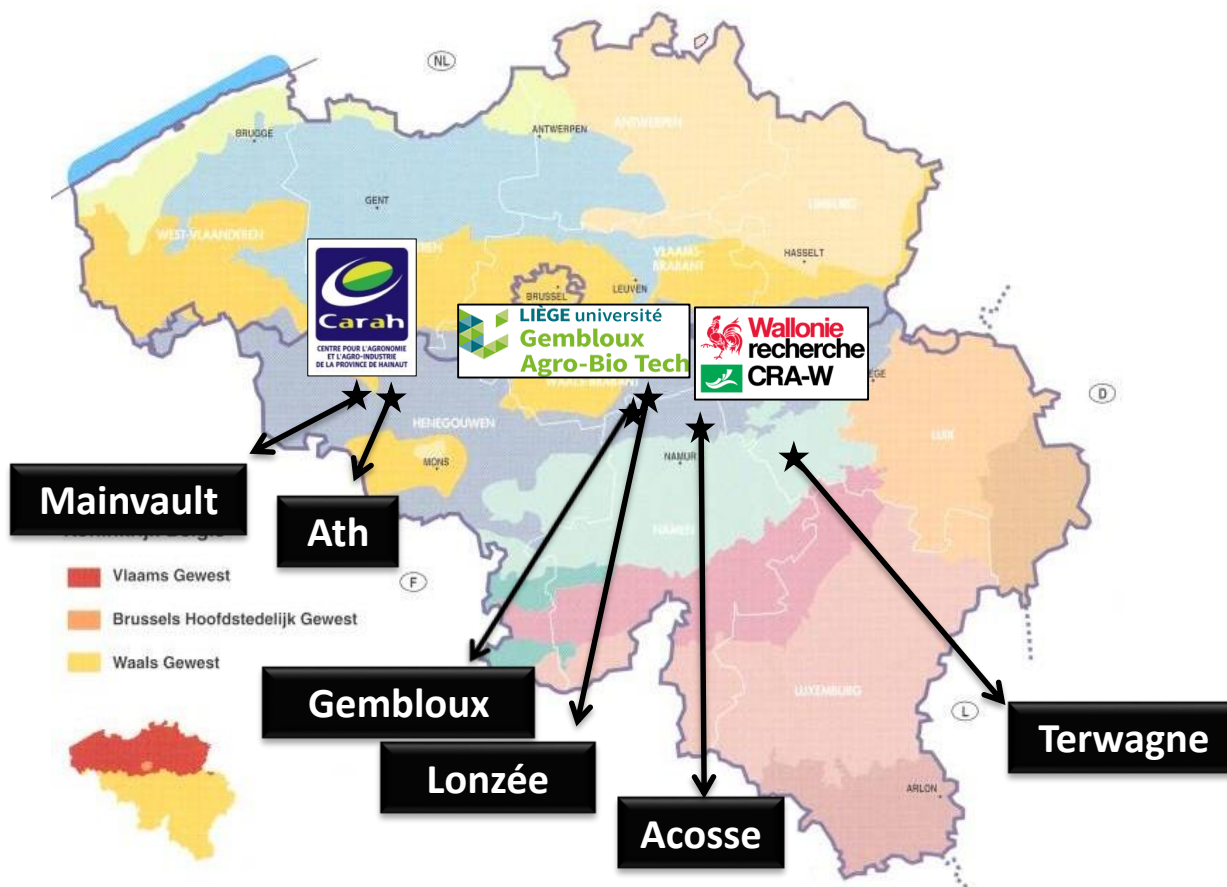 NL
BRUGGE
ANTWERPEN
ANTWERPEN
GENT
LIMBURG
WEST-VLAANDEREN
VLAAMS-
BRABANT
HASSELT
BRUSSEL
LEUVEN
Carah
CENTRE POUR L'AGRONOMIE
ET L'AGRO-INDUSTRIE
DE LA PROVINCE DE HAINAUT
LIÈGE université
Gembloux
Agro-Bio Tech
Wallonie
recherche
CRA-W
D
HENEGOUWEN
LUIK
MONS
NAMUR
Mainvault
Ath
NAMEN
F
Vlaams Gewest
Brussels Hoofdstedelijk Gewest
Waals Gewest
Gembloux
LUXEMBURG
L
Lonzée
Terwagne
ARLON
Acosse